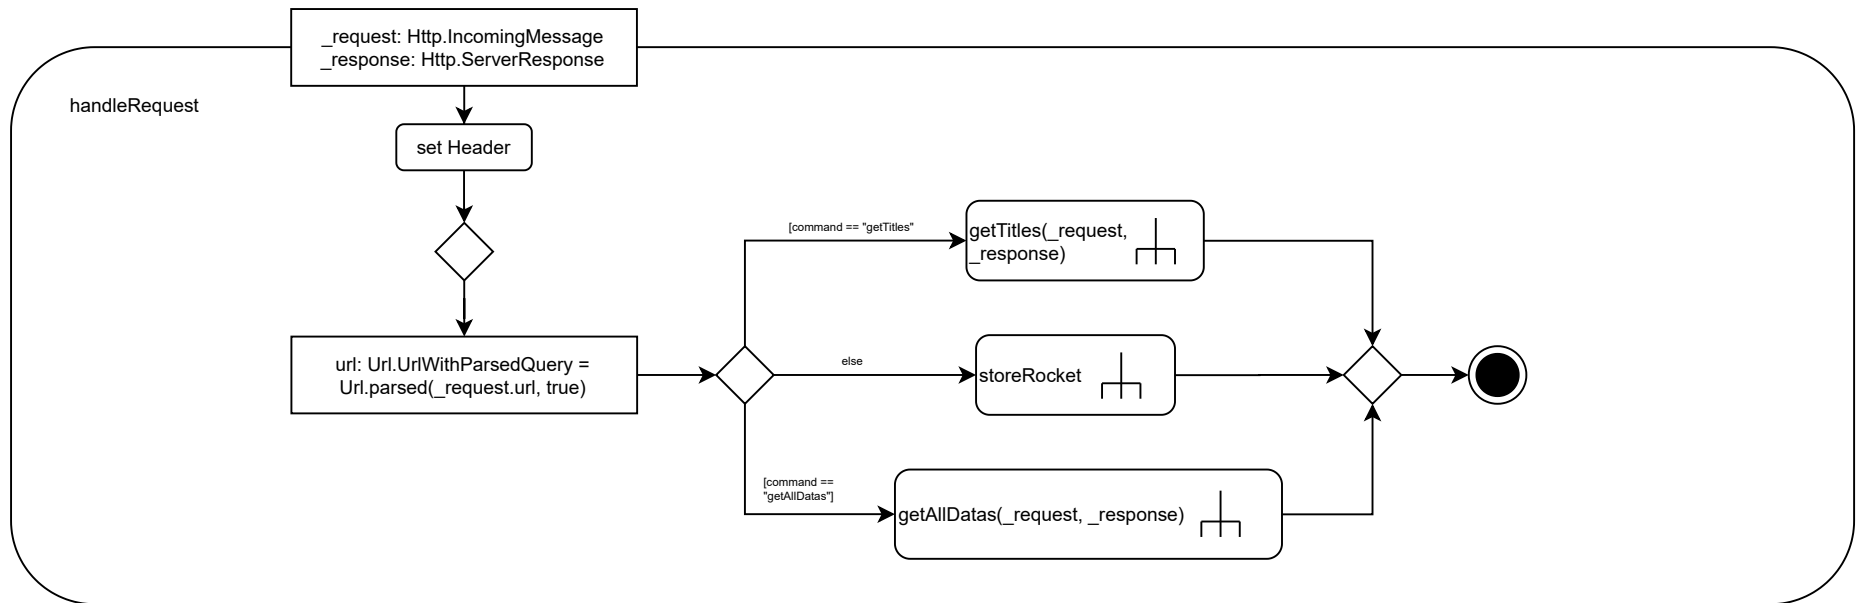 _request: Http.IncomingMessage
_response: Http.ServerResponse
handleRequest
set Header
[command == "getTitles"
getTitles(_request,
_response)
url: Url.UrlWithParsedQuery =
Url.parsed(_request.url, true)
else
storeRocket
[command ==
"getAllDatas"]
getAllDatas(_request, _response)